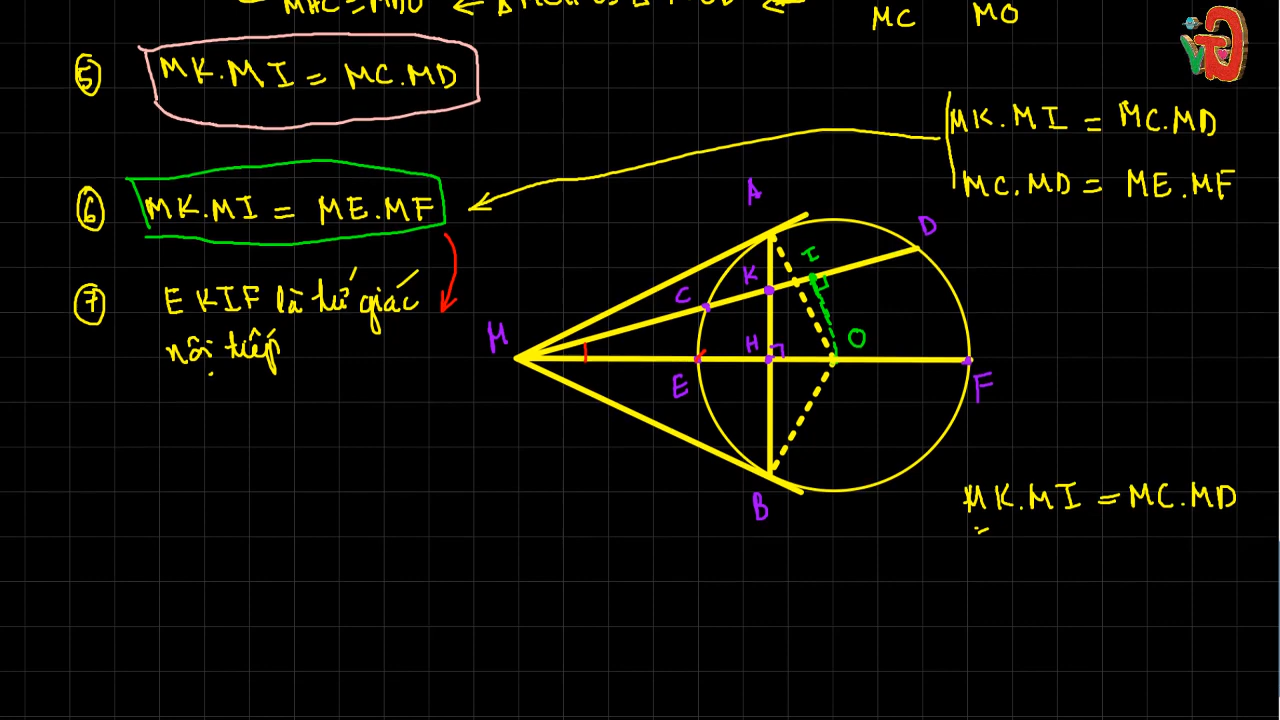 MC MO
⑤ MK.MI = MC.MD
MK.MI = MC.MD
MC.MD = ME.MF
⑥ MK.MI = ME.MF
⑦ EKIF là tứ giác
nội tiếp
A
D
I
K
C
M
H
O
E
F
B
MK.MI = MC.MD